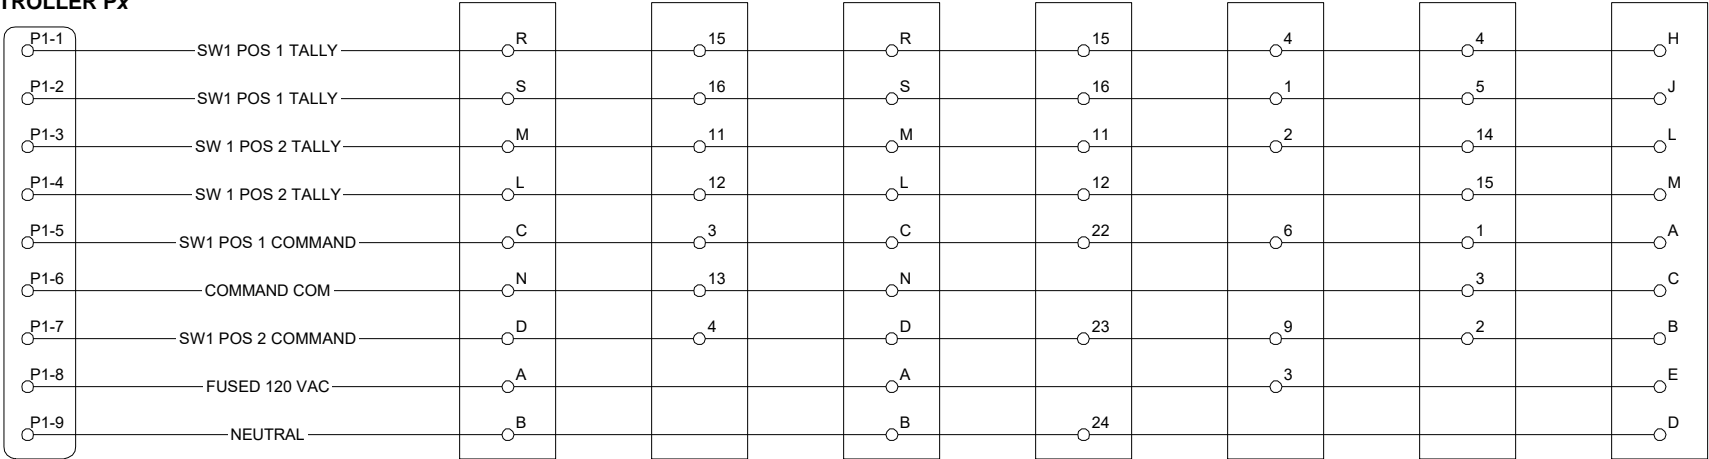 TROLLER Px
P1-1 SW1 POS 1 TALLY R 15 R 15 4 4 H
P1-2 SW1 POS 1 TALLY S 16 S 16 1 5 J
P1-3 SW 1 POS 2 TALLY M 11 M 11 2 14 L
P1-4 SW 1 POS 2 TALLY L 12 L 12 15 M
P1-5 SW1 POS 1 COMMAND C 3 C 22 6 1 A
P1-6 COMMAND COM N 13 N 3 C
P1-7 SW1 POS 2 COMMAND D 4 D 23 9 2 B
P1-8 FUSED 120 VAC A A 3 E
P1-9 NEUTRAL B B 24 D